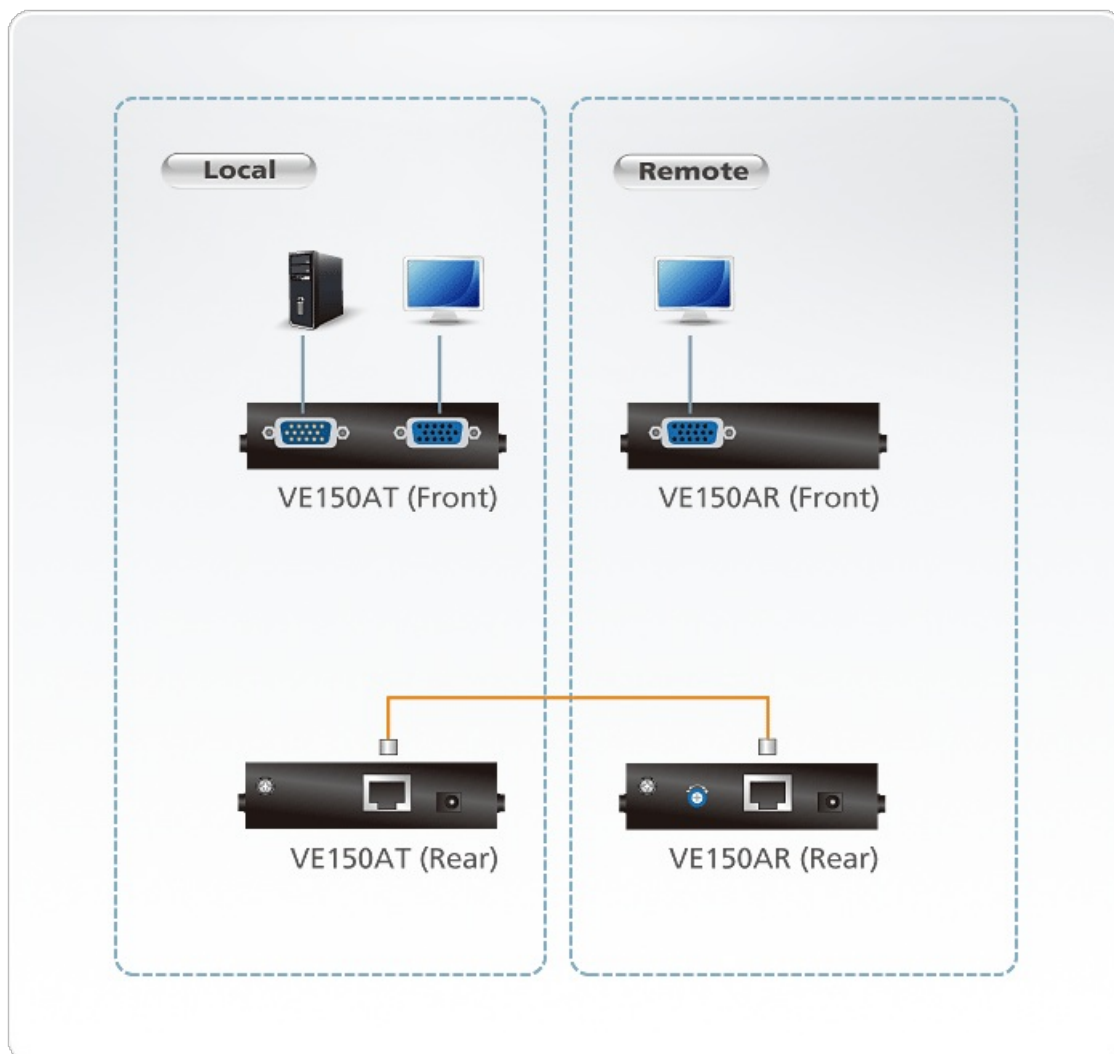 Local
Remote
VE150AT (Front)
VE150AR (Front)
VE150AT (Rear)
VE150AR (Rear)